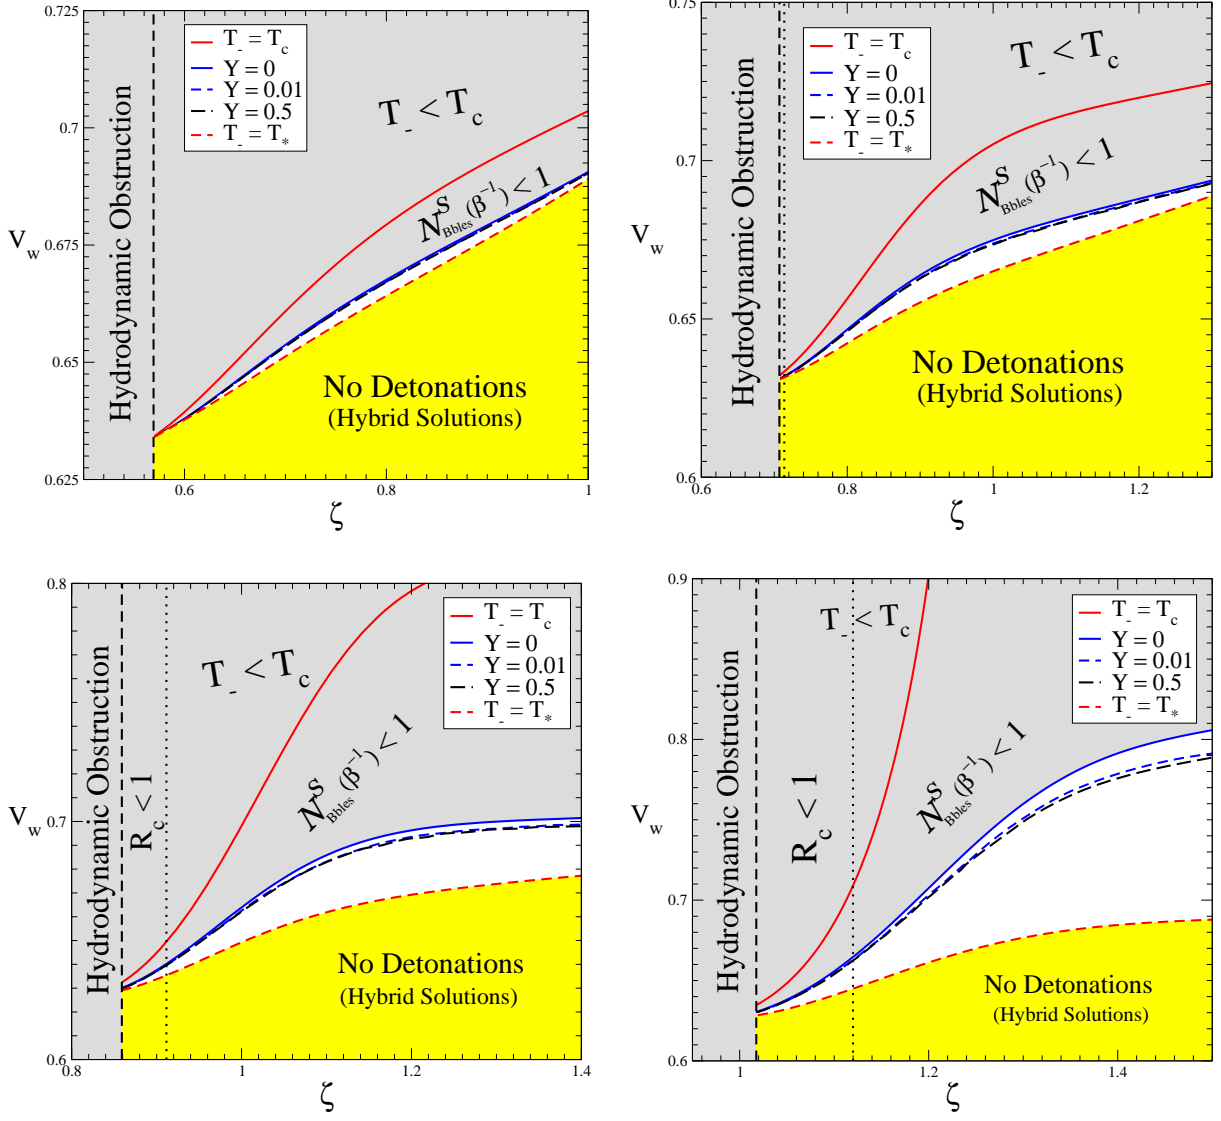 0.725
0.7
0.675
0.65
0.625
V_w
0.6
0.8
1
ζ
T_- = T_c
Y = 0
Y = 0.01
Y = 0.5
T_- = T_*
Hydrodynamic Obstruction
T_- < T_c
N^S_Bbles(β^-1) < 1
No Detonations
(Hybrid Solutions)
0.75
0.7
0.65
0.6
V_w
0.6
0.8
1
1.2
ζ
T_- = T_c
Y = 0
Y = 0.01
Y = 0.5
T_- = T_*
Hydrodynamic Obstruction
T_- < T_c
N^S_Bbles(β^-1) < 1
No Detonations
(Hybrid Solutions)
0.8
0.7
0.6
V_w
0.8
1
1.2
1.4
ζ
T_- = T_c
Y = 0
Y = 0.01
Y = 0.5
T_- = T_*
Hydrodynamic Obstruction
R_c < 1
T_- < T_c
N^S_Bbles(β^-1) < 1
No Detonations
(Hybrid Solutions)
0.9
0.8
0.7
0.6
V_w
1
1.2
1.4
ζ
T_- = T_c
Y = 0
Y = 0.01
Y = 0.5
T_- = T_*
Hydrodynamic Obstruction
R_c < 1
T_- < T_c
N^S_Bbles(β^-1) < 1
No Detonations
(Hybrid Solutions)